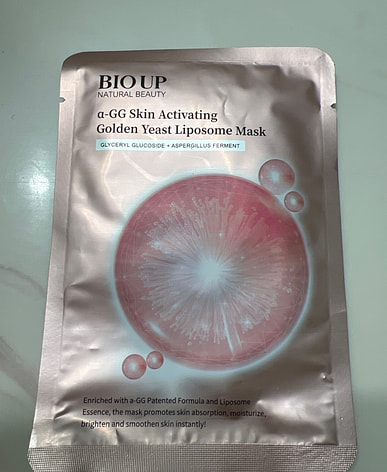 BIO UP
NATURAL BEAUTY
α-GG Skin Activating
Golden Yeast Liposome Mask
GLYCERYL GLUCOSIDE + ASPERGILLUS FERMENT
Enriched with α-GG Patented Formula and Liposome
Essence, the mask promotes skin absorption, moisturize,
brighten and smoothen skin instantly!